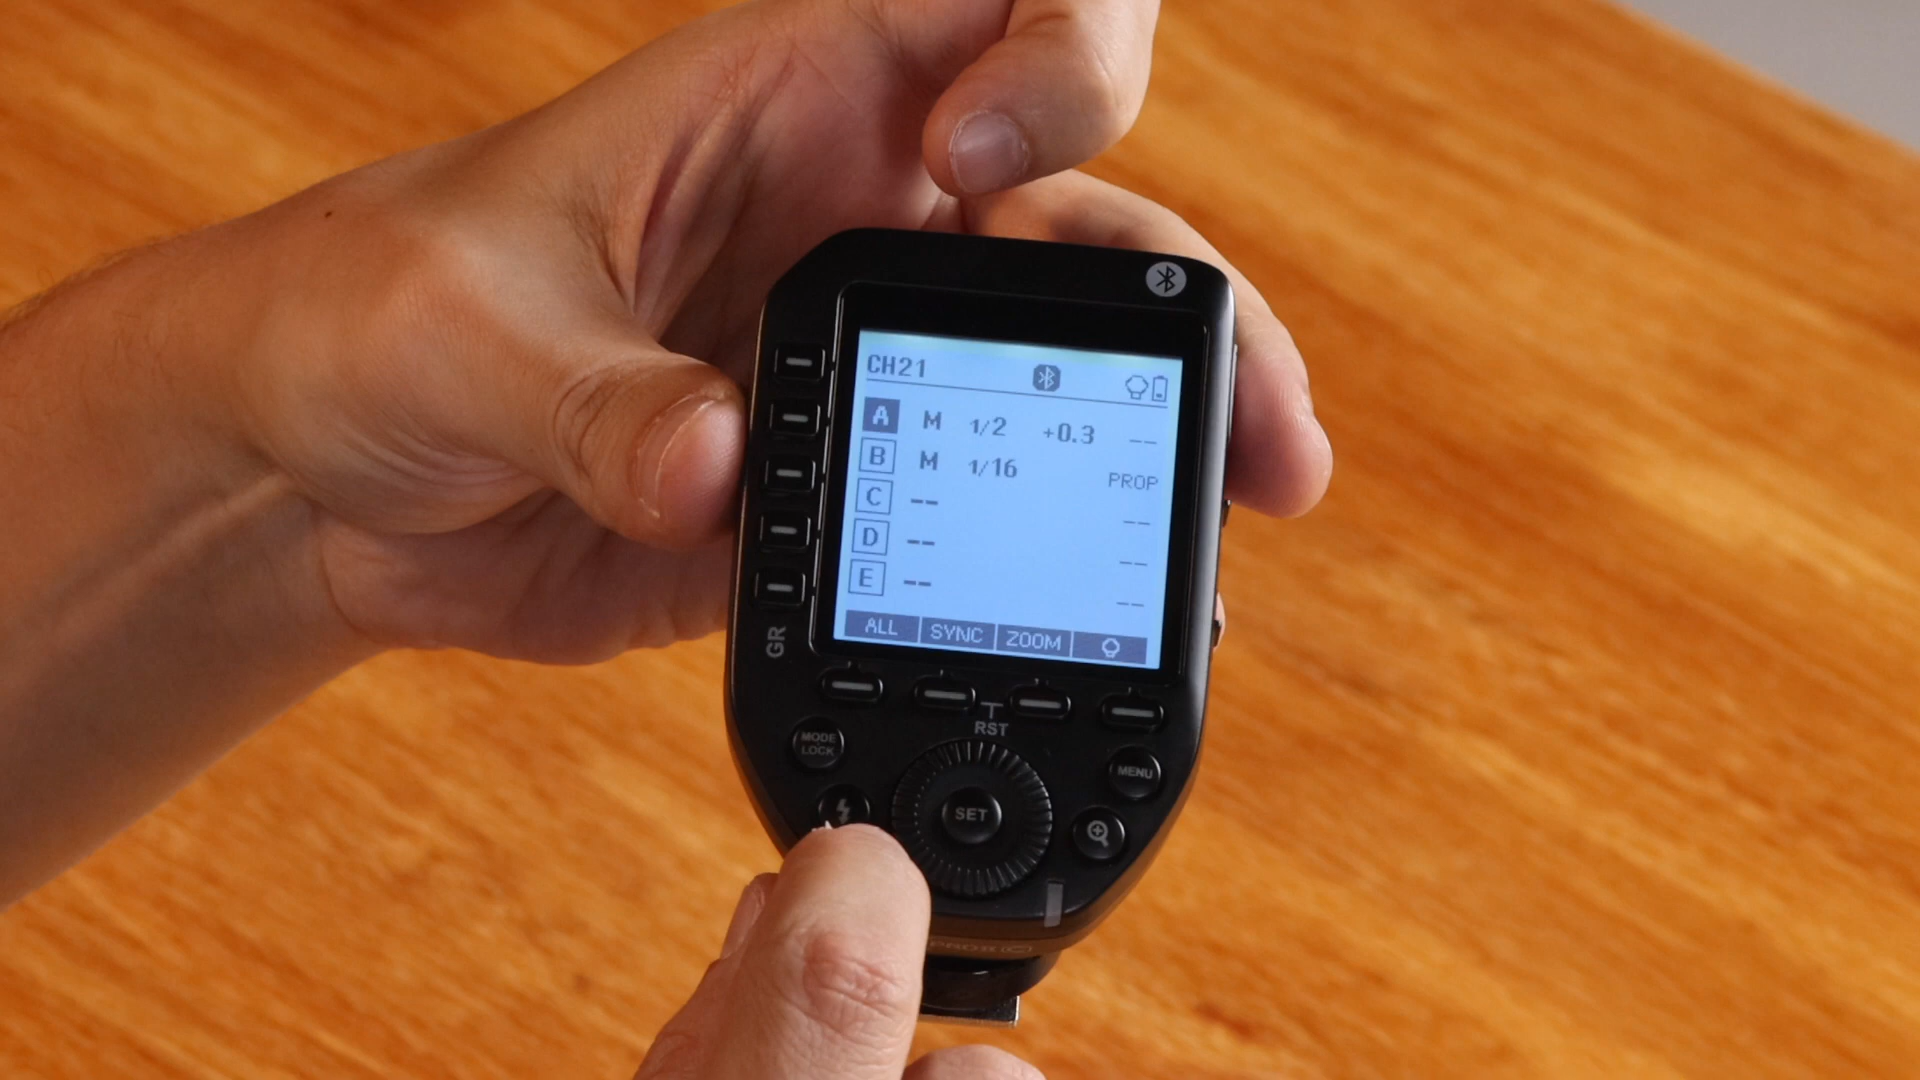 CH21
A M 1/2 +0.3 --
B M 1/16 PROP
C -- --
D -- --
E -- --
ALL SYNC ZOOM
GR
RST
MODE LOCK
MENU
SET